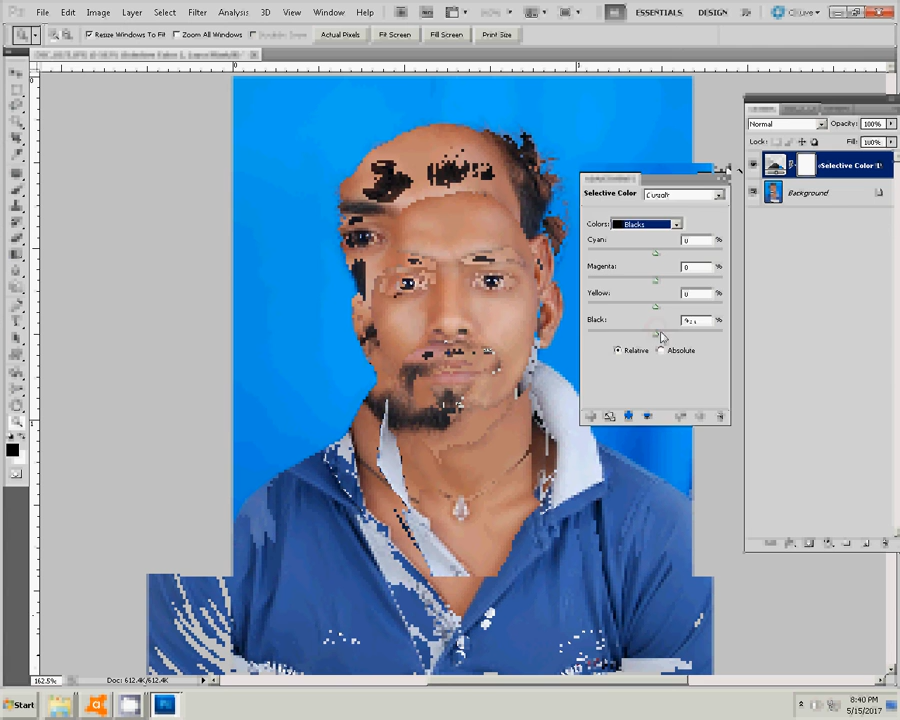 File Edit Image Layer Select Filter Analysis 3D View Window Help
ESSENTIALS DESIGN
Resize Windows To Fit Zoom All Windows Actual Pixels Fit Screen Fill Screen Print Size
Normal Opacity: 100%
Lock: Fill: 100%
Selective Color 1
Background
Selective Color
Colors: Blacks
Cyan: 0 %
Magenta: 0 %
Yellow: 0 %
Black: %
Relative Absolute
162.5% Doc: 612.4K/612.4K
Start 8:40 PM
5/15/2017